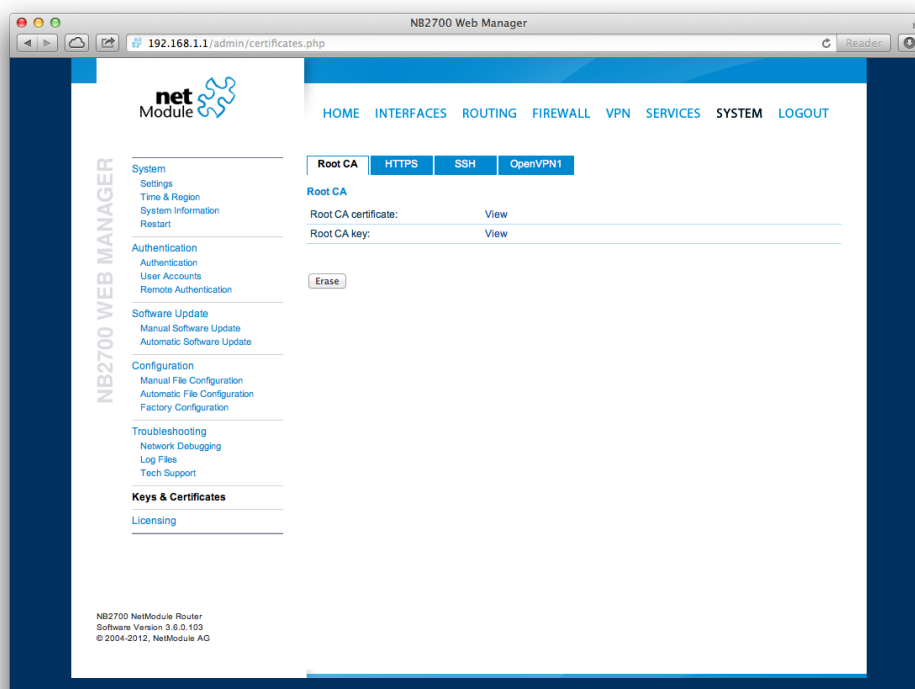 NB2700 Web Manager
192.168.1.1/admin/certificates.php
Reader
net
Module
HOME INTERFACES ROUTING FIREWALL VPN SERVICES SYSTEM LOGOUT
NB2700 WEB MANAGER
System
Settings
Time & Region
System Information
Restart
Authentication
Authentication
User Accounts
Remote Authentication
Software Update
Manual Software Update
Automatic Software Update
Configuration
Manual File Configuration
Automatic File Configuration
Factory Configuration
Troubleshooting
Network Debugging
Log Files
Tech Support
Keys & Certificates
Licensing
Root CA HTTPS SSH OpenVPN1
Root CA
Root CA certificate: View
Root CA key: View
Erase
NB2700 NetModule Router
Software Version 3.6.0.103
© 2004-2012, NetModule AG